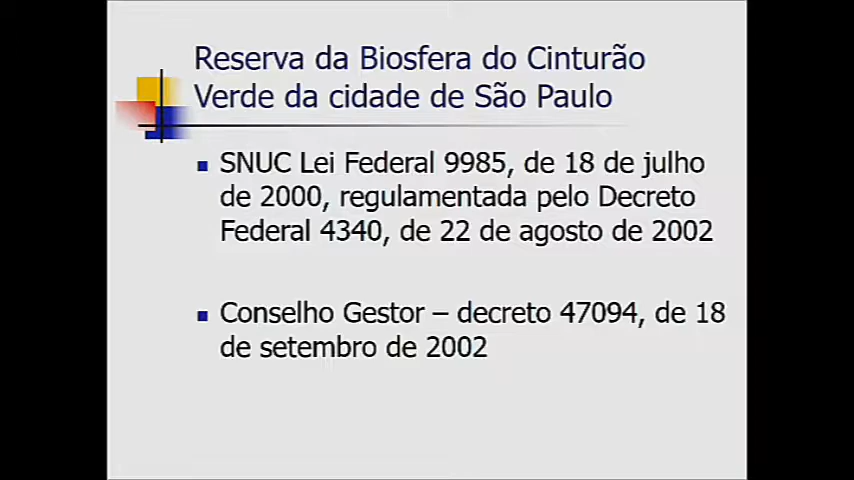 Reserva da Biosfera do Cinturão
Verde da cidade de São Paulo
SNUC Lei Federal 9985, de 18 de julho
de 2000, regulamentada pelo Decreto
Federal 4340, de 22 de agosto de 2002
Conselho Gestor – decreto 47094, de 18
de setembro de 2002